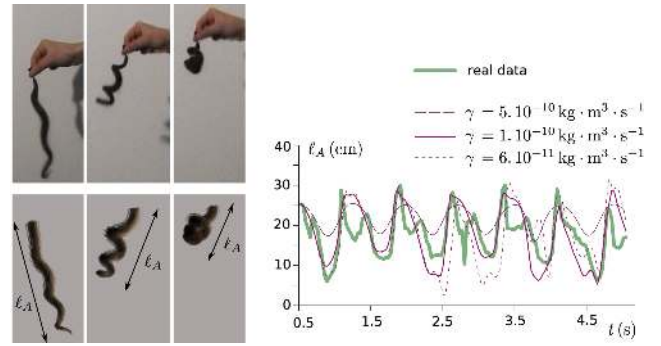 real data
γ = 5.10⁻¹⁰ kg · m³ · s⁻¹
γ = 1.10⁻¹⁰ kg · m³ · s⁻¹
γ = 6.10⁻¹¹ kg · m³ · s⁻¹
40 ℓA (cm)
30
20
10
0
0.5 1.5 2.5 3.5 4.5 t (s)
ℓA ℓA ℓA